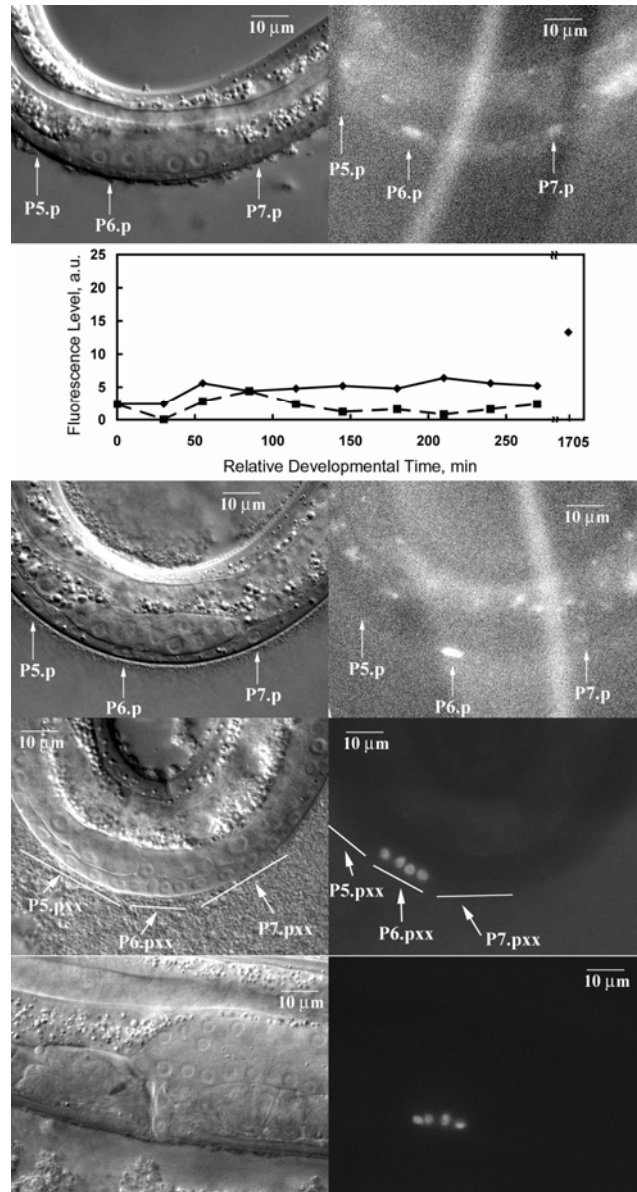 10 μm
10 μm
P5.p
P6.p
P7.p
P5.p
P6.p
P7.p
Fluorescence Level, a.u.
25
20
15
10
5
0
0 50 100 150 200 250 1705
Relative Developmental Time, min
10 μm
10 μm
P5.p
P6.p
P7.p
P5.p
P6.p
P7.p
10 μm
10 μm
P5.pxx
P6.pxx
P7.pxx
P5.pxx
P6.pxx
P7.pxx
10 μm
10 μm